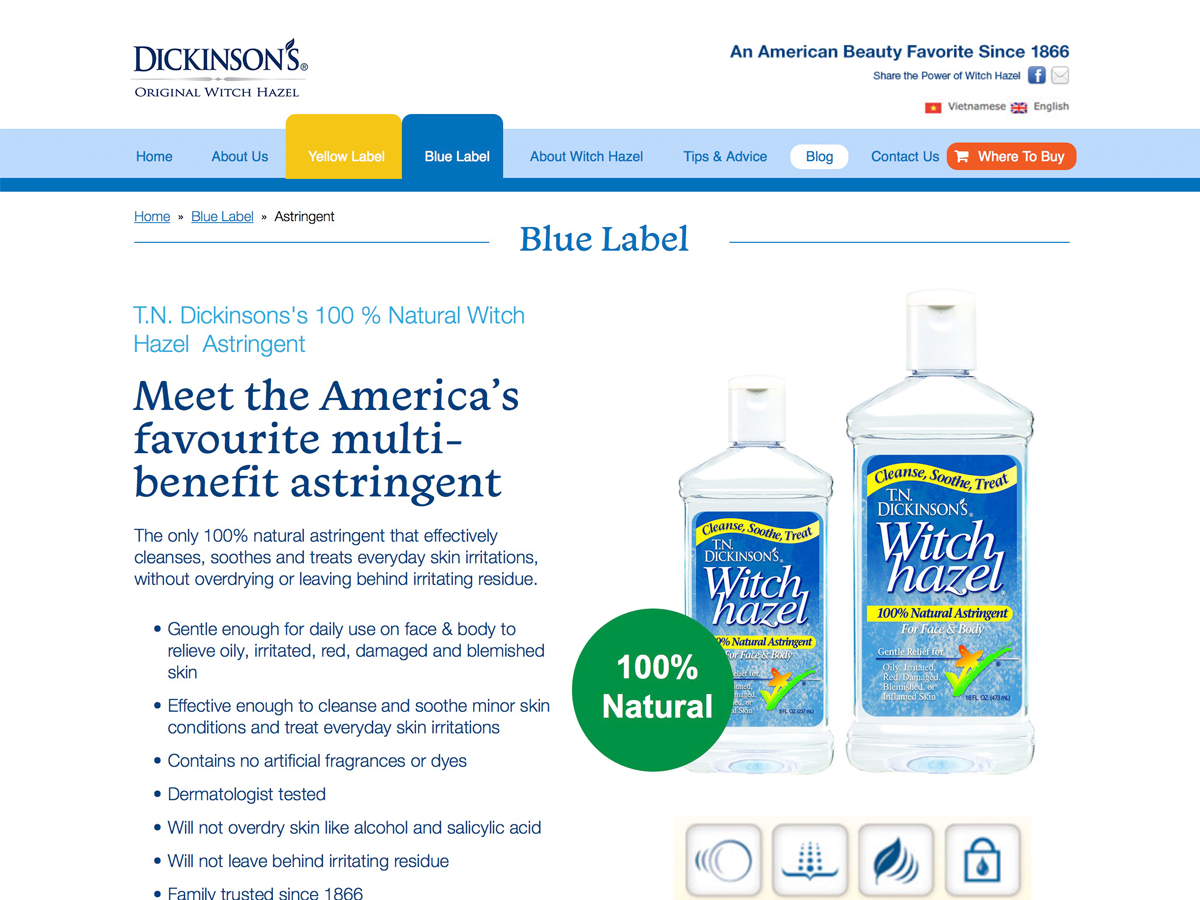 DICKINSON'S®
ORIGINAL WITCH HAZEL
An American Beauty Favorite Since 1866
Share the Power of Witch Hazel
Vietnamese English
Home About Us Yellow Label Blue Label About Witch Hazel Tips & Advice Blog Contact Us Where To Buy
Home » Blue Label » Astringent
Blue Label
T.N. Dickinsons's 100 % Natural Witch
Hazel Astringent
Meet the America's
favourite multi-
benefit astringent
The only 100% natural astringent that effectively
cleanses, soothes and treats everyday skin irritations,
without overdrying or leaving behind irritating residue.
• Gentle enough for daily use on face & body to
relieve oily, irritated, red, damaged and blemished
skin
• Effective enough to cleanse and soothe minor skin
conditions and treat everyday skin irritations
• Contains no artificial fragrances or dyes
• Dermatologist tested
• Will not overdry skin like alcohol and salicylic acid
• Will not leave behind irritating residue
• Family trusted since 1866
Cleanse, Soothe, Treat
T.N.
DICKINSON'S®
Witch
hazel
Natural Astringent
For Face & Body
8 FL OZ (237 mL)
100%
Natural
Cleanse, Soothe, Treat
T.N.
DICKINSON'S®
Witch
hazel
100% Natural Astringent
For Face & Body
Gentle Relief for
Oily, Irritated,
Red, Damaged,
Blemished, or
Inflamed Skin
16 FL OZ (473 mL)